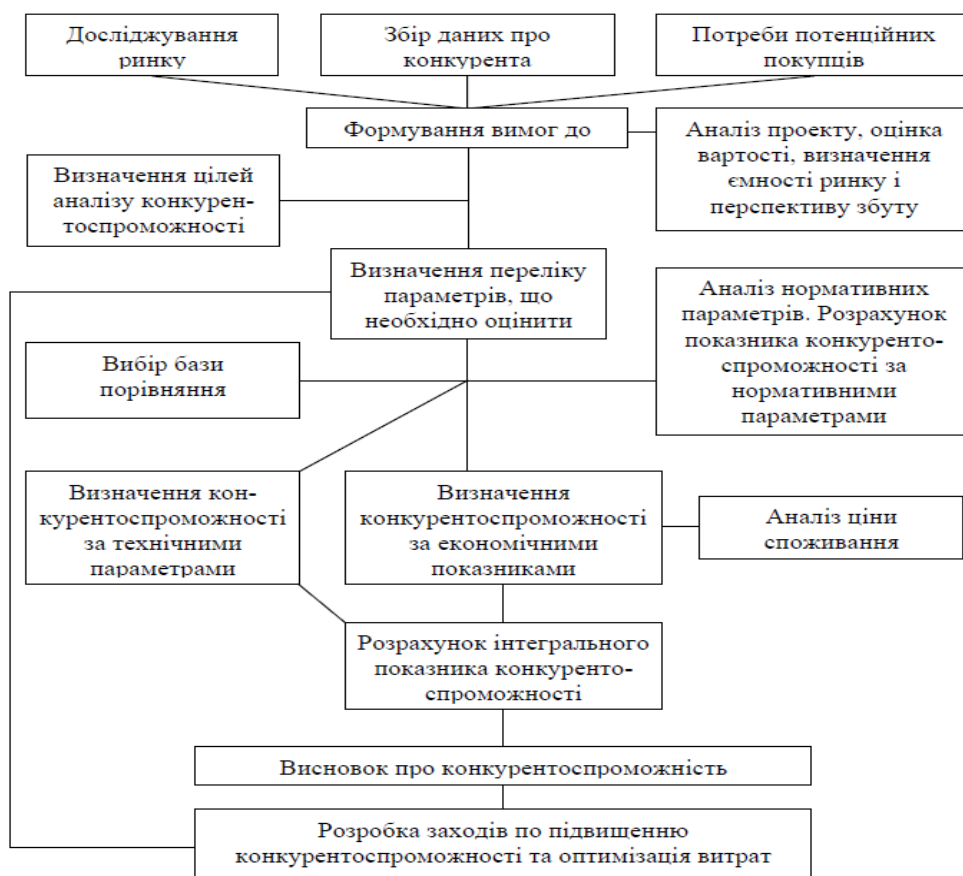 Досліджування
ринку
Збір даних про
конкурента
Потреби потенційних
покупців
Формування вимог до
Аналіз проекту, оцінка
вартості, визначення
ємності ринку і
перспективу збуту
Визначення цілей
аналізу конкурен-
тоспроможності
Визначення переліку
параметрів, що
необхідно оцінити
Аналіз нормативних
параметрів. Розрахунок
показника конкуренто-
спроможності за
нормативними
параметрами
Вибір бази
порівняння
Визначення кон-
курентоспроможності
за технічними
параметрами
Визначення
конкурентоспроможності
за економічними
показниками
Аналіз ціни
споживання
Розрахунок інтегрального
показника конкуренто-
спроможності
Висновок про конкурентоспроможність
Розробка заходів по підвищенню
конкурентоспроможності та оптимізація витрат